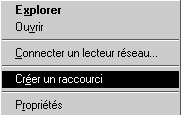 Explorer
Ouvrir
Connecter un lecteur réseau...
Créer un raccourci
Propriétés